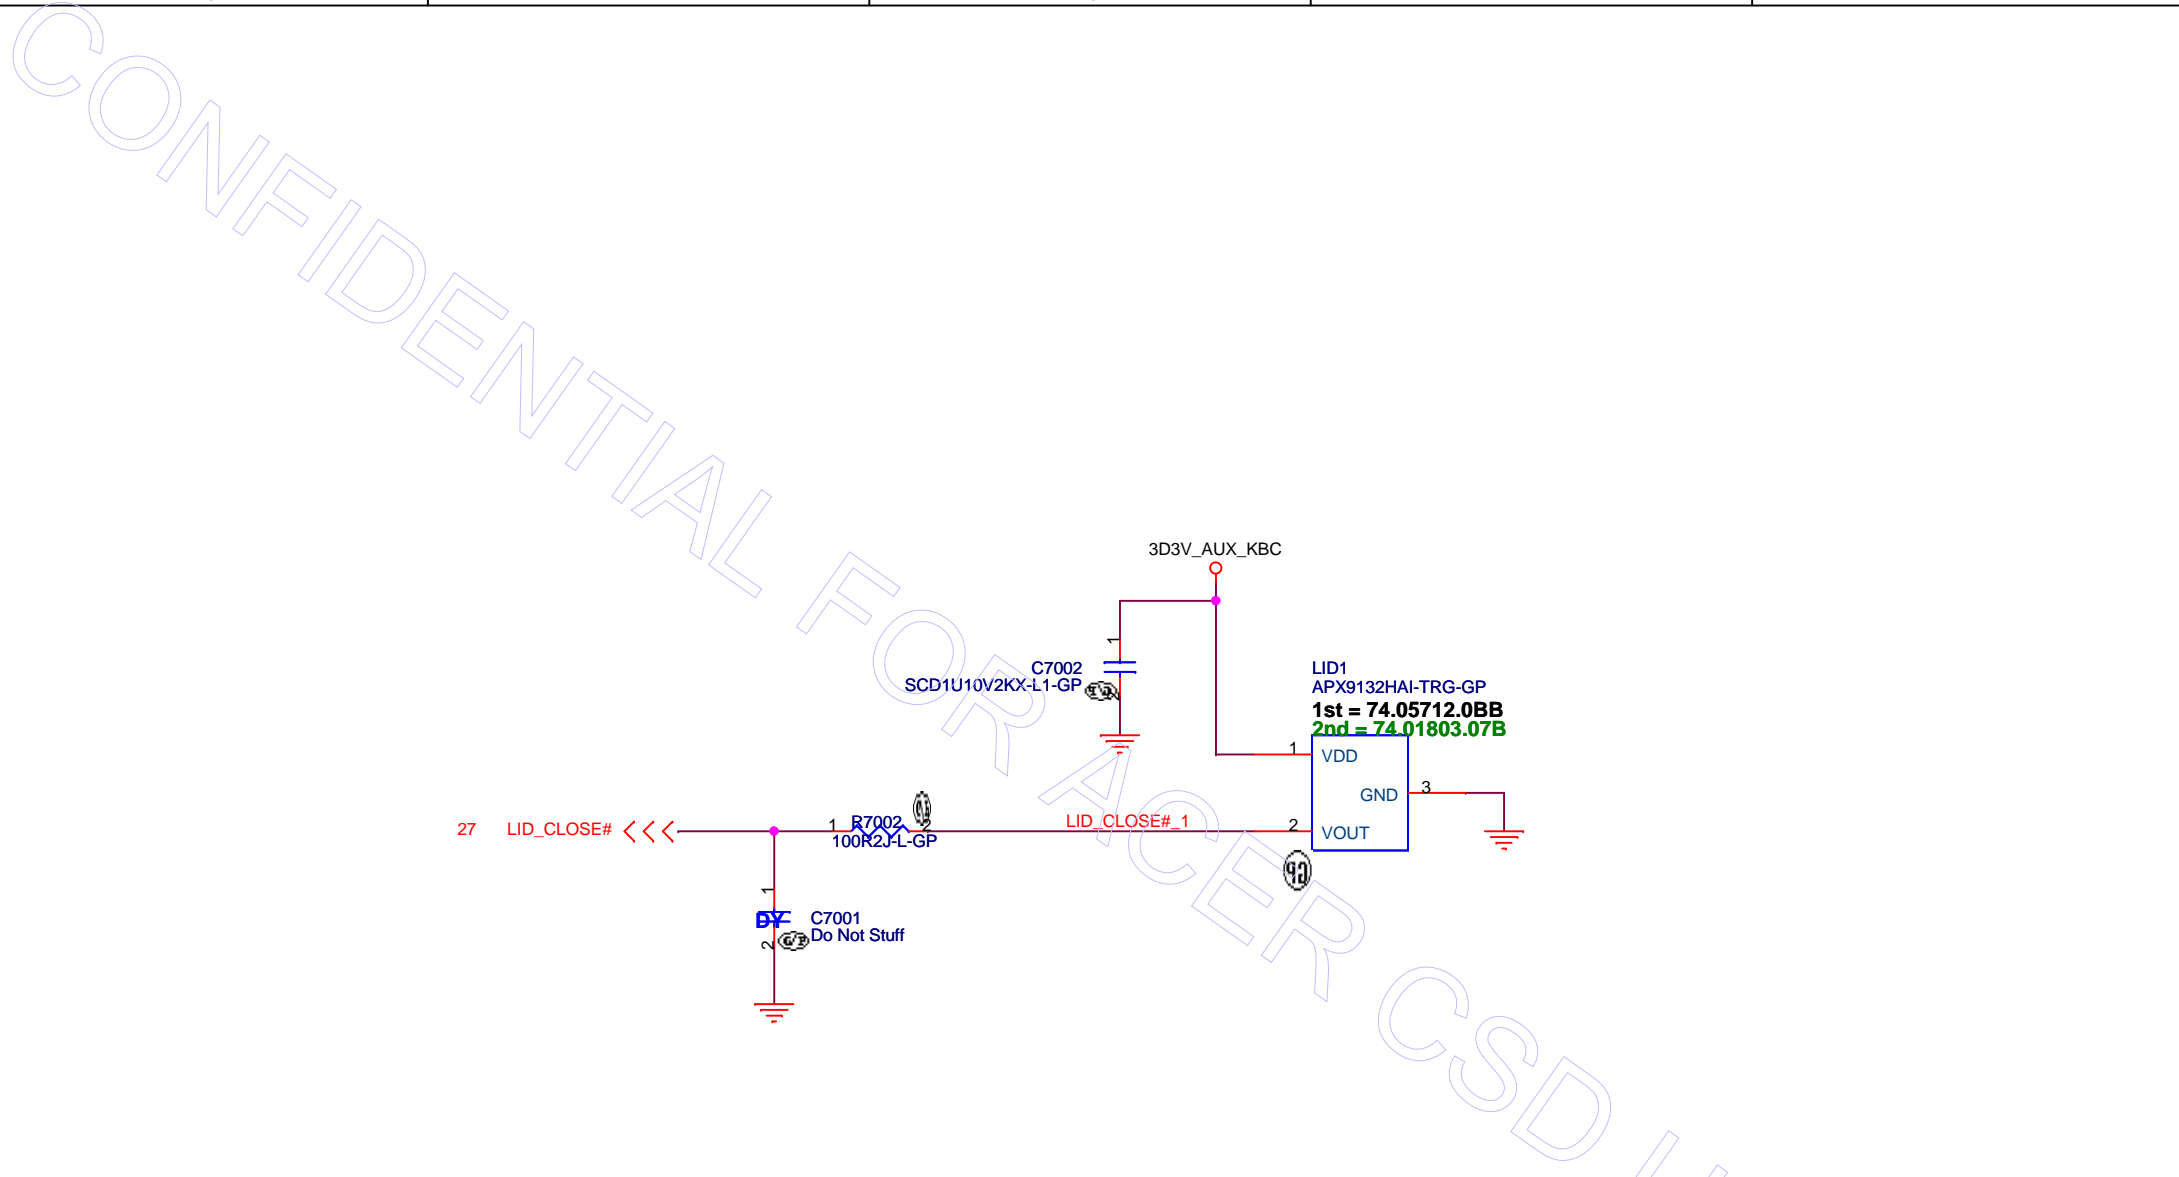 CONFIDENTIAL FOR ACER CSD
3D3V_AUX_KBC
1
C7002
SCD1U10V2KX-L1-GP
2
LID1
APX9132HAI-TRG-GP
1st = 74.05712.0BB
2nd = 74.01803.07B
1
VDD
GND
3
27
LID_CLOSE#
1
R7002
2
100R2J-L-GP
LID_CLOSE#_1
2
VOUT
1
DY
C7001
Do Not Stuff
2